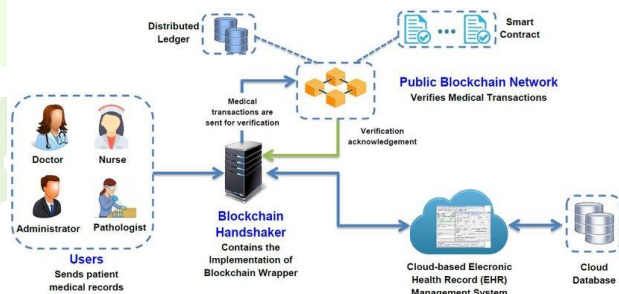 Distributed
Ledger
Smart
Contract
Public Blockchain Network
Verifies Medical Transactions
Medical
transactions are
sent for verification
Verification
acknowledgement
Doctor
Nurse
Administrator
Pathologist
Users
Sends patient
medical records
Blockchain
Handshaker
Contains the
Implementation of
Blockchain Wrapper
Cloud-based Elecronic
Health Record (EHR)
Management System
Cloud
Database